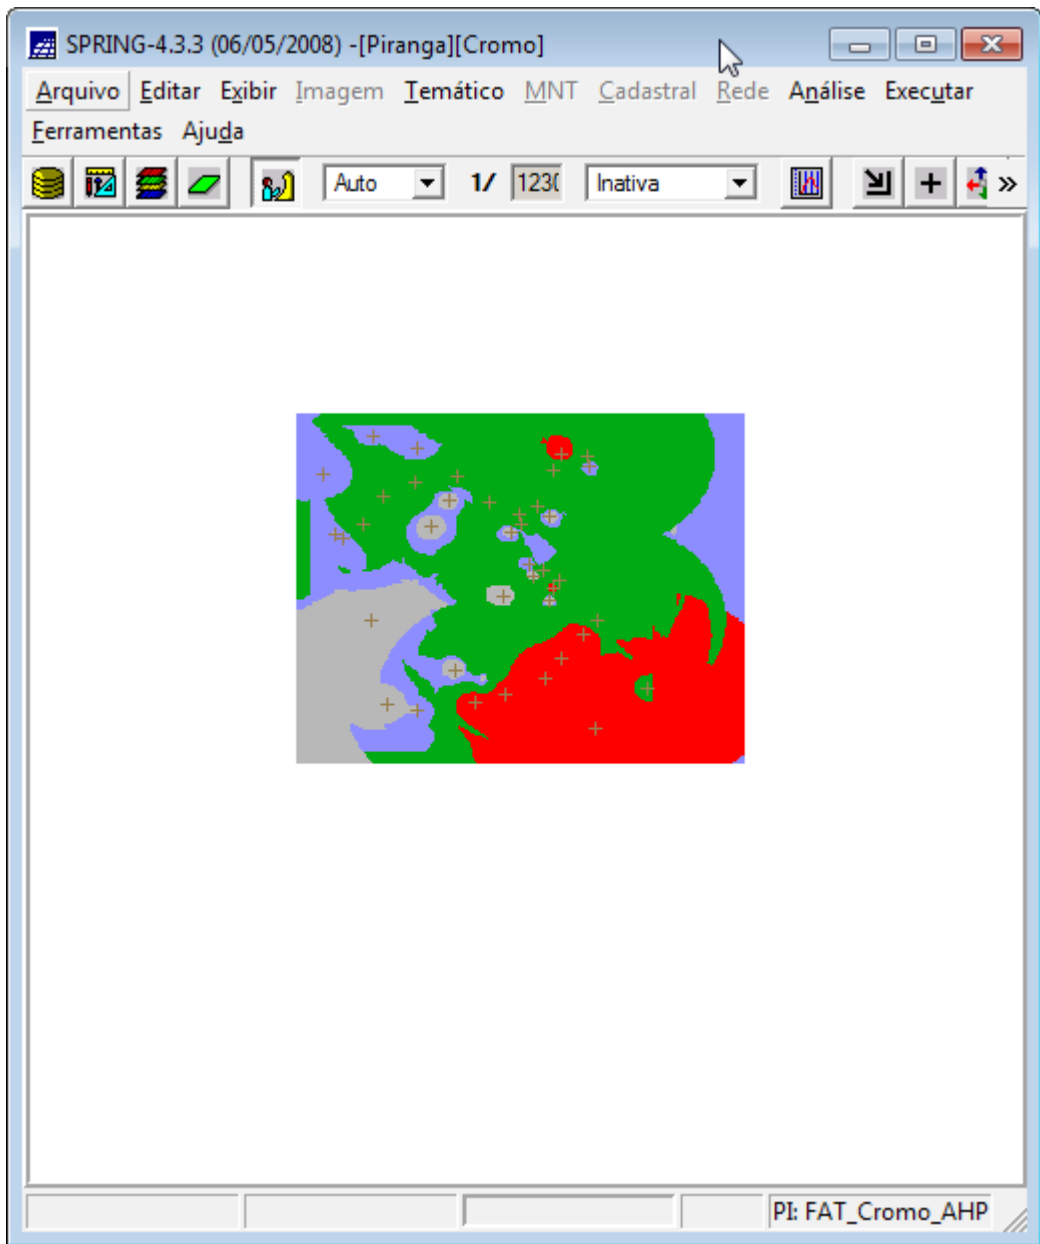 SPRING-4.3.3 (06/05/2008) -[Piranga][Cromo]
Arquivo Editar Exibir Imagem Temático MNT Cadastral Rede Análise Executar
Ferramentas Ajuda
Auto 1/ 1230 Inativa
PI: FAT_Cromo_AHP